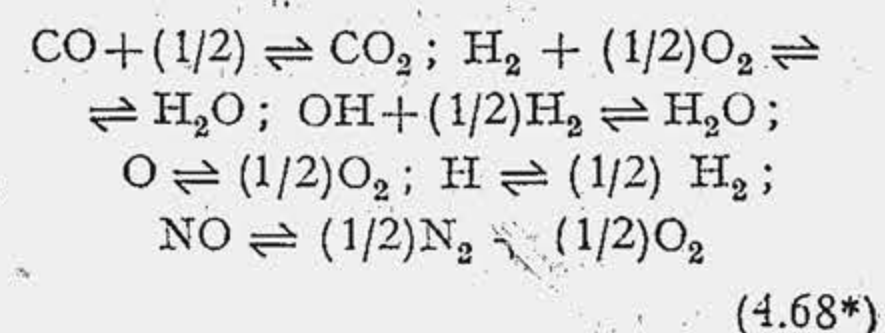 CO+(1/2) ⇌ CO₂; H₂ + (1/2)O₂ ⇌
⇌ H₂O; OH+(1/2)H₂ ⇌ H₂O;
O ⇌ (1/2)O₂; H ⇌ (1/2) H₂;
NO ⇌ (1/2)N₂ (1/2)O₂
(4.68*)